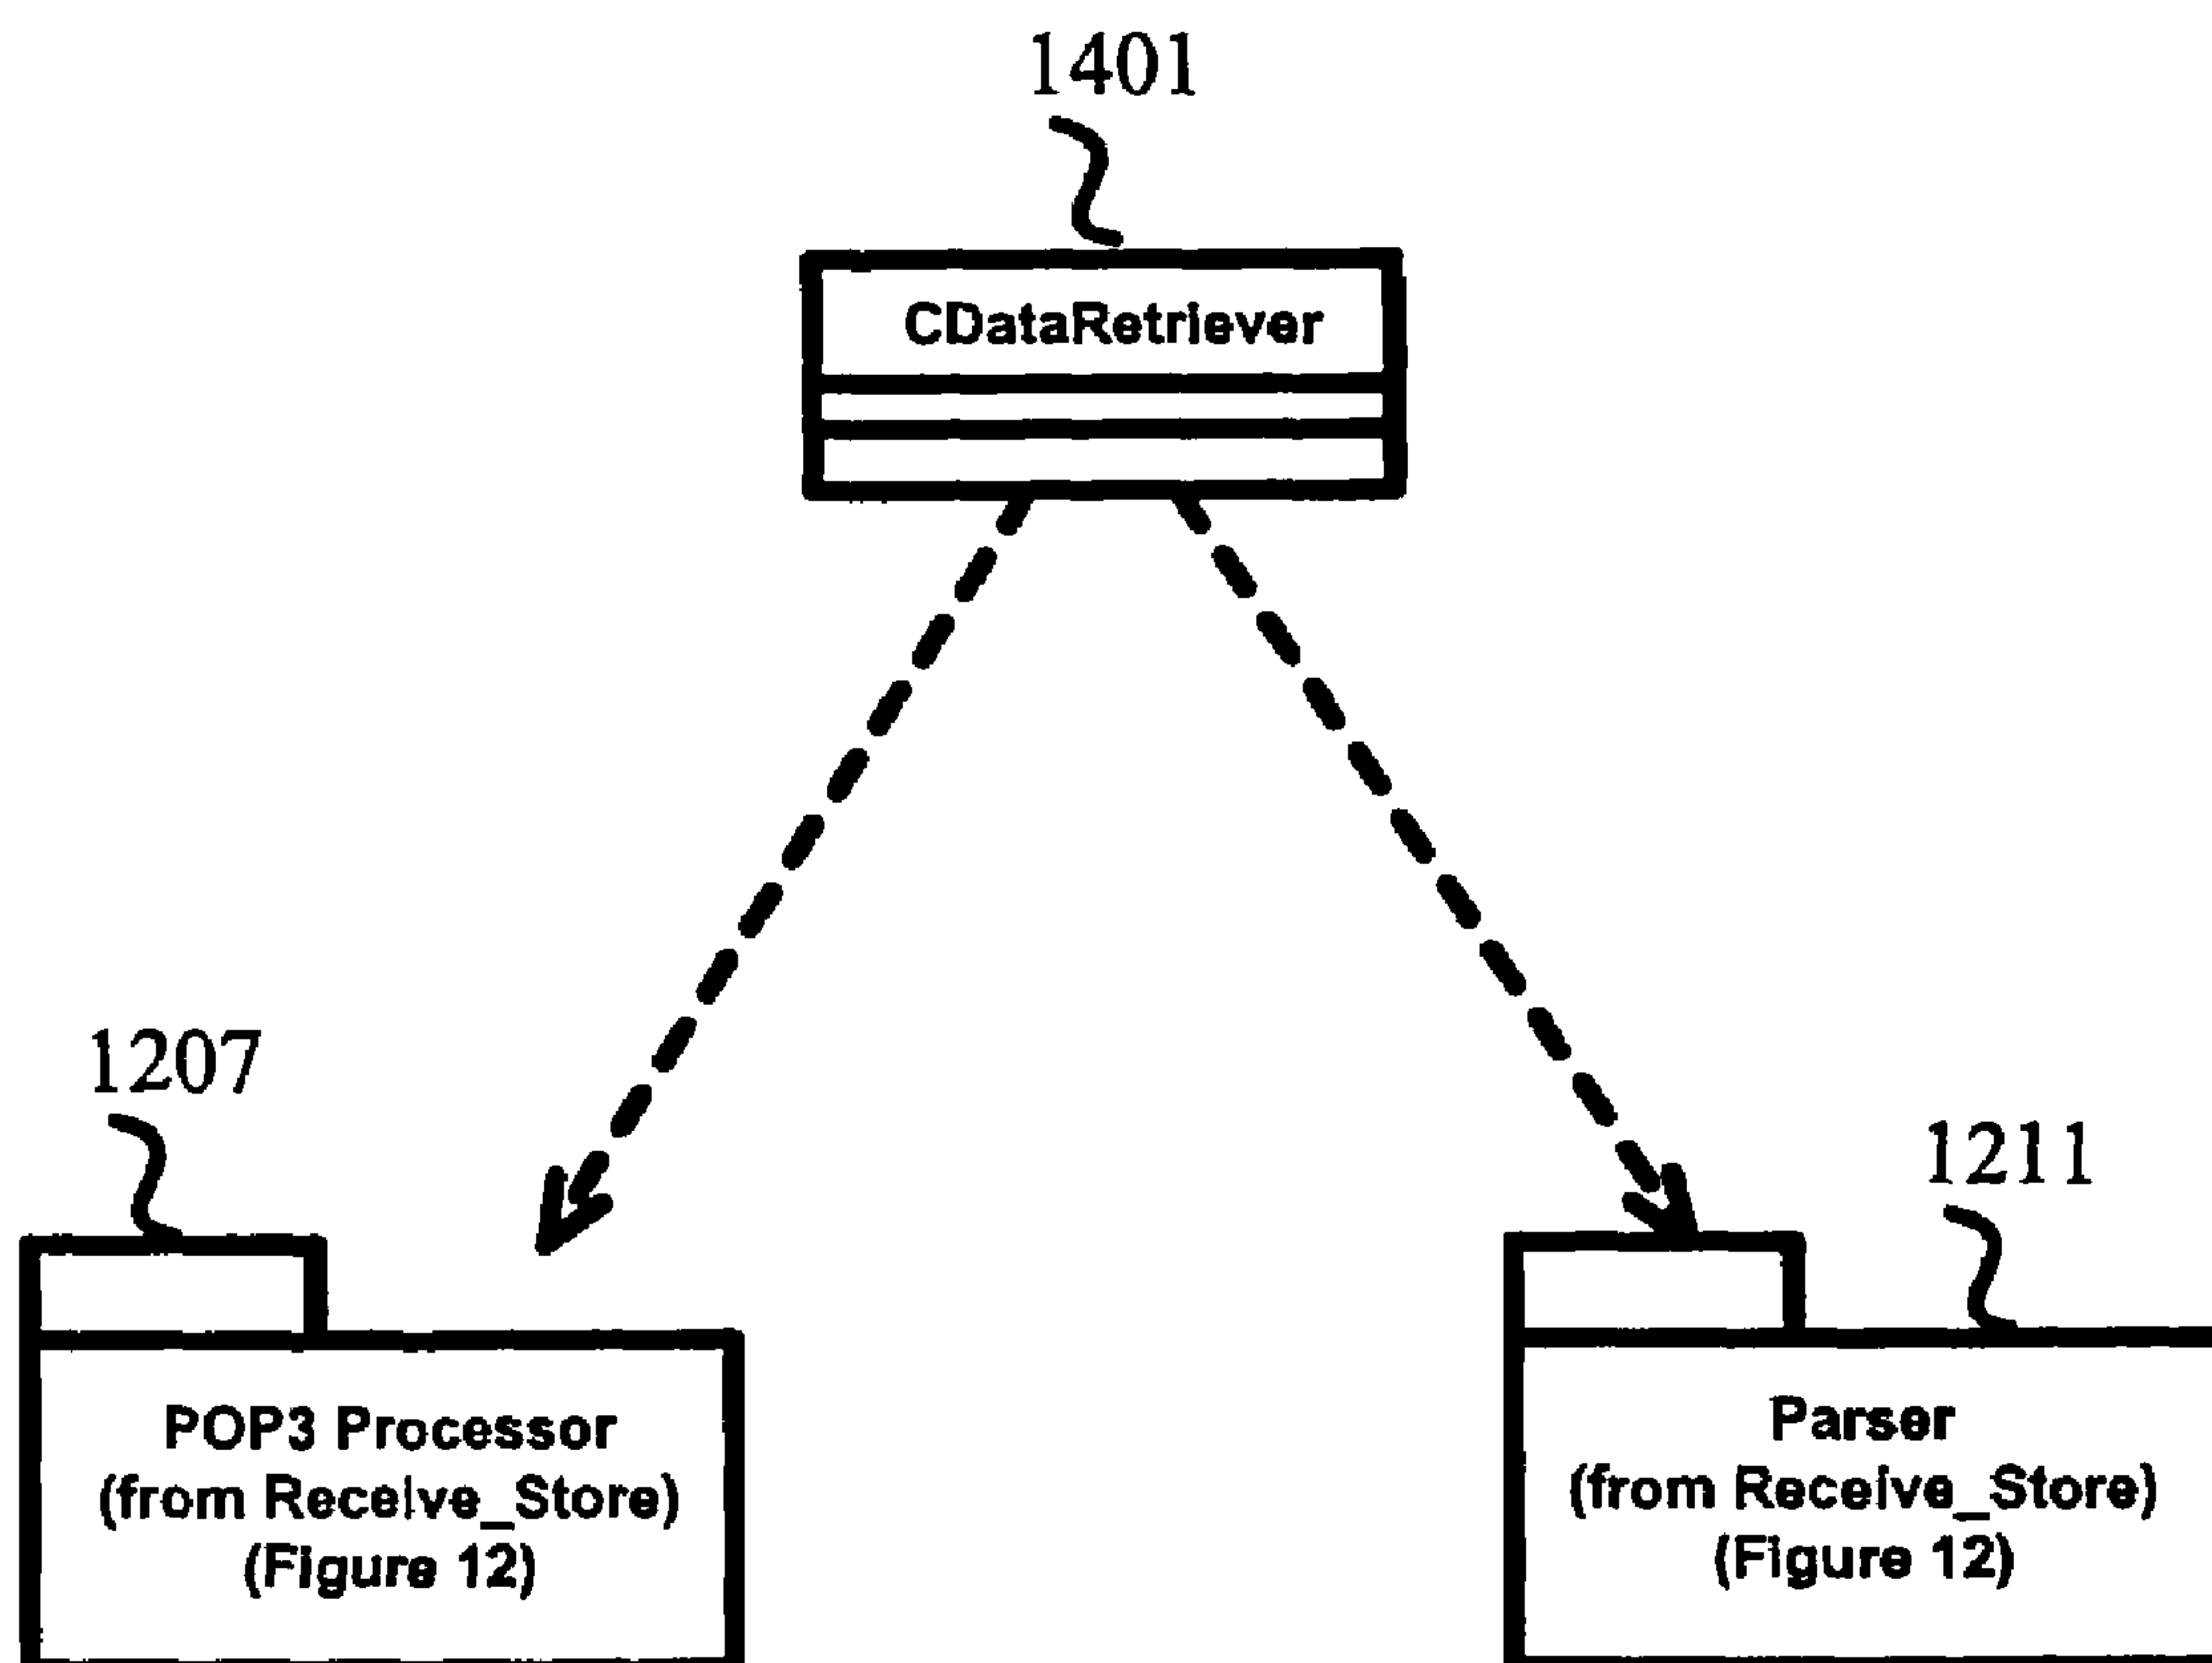 1401
CDataRetriever
1207
1211
POP3 Processor
(from Receive_Store)
(Figure 12)
Parser
(from Receive_Store)
(Figure 12)